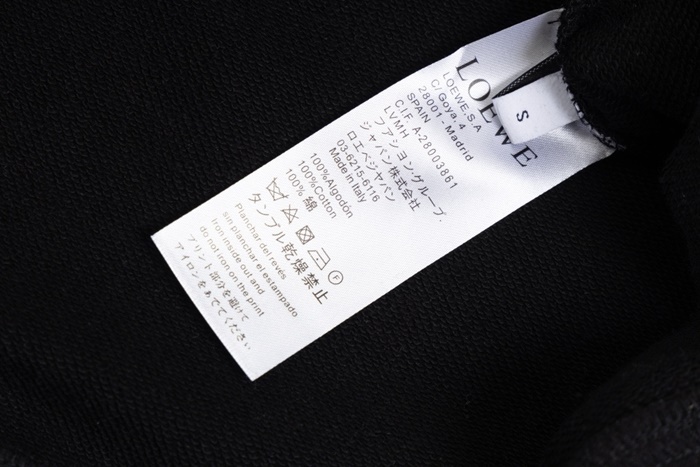 LOEWE
S
LOEWE.S.A
C/ Goya, 4
28001 - Madrid
SPAIN
C.I.F. A-28003861
LVMH
ファションングループ.
ジャパン株式会社
ロエベジャパン
03-6215-6116
Made in Italy
100%Algodón
100%Cotton
100% 綿
F
タンブル乾燥禁止
Planchar del revés
sin planchar el estampado
Iron inside out and
do not iron on the print
プリント部分を避けて
アイロンをあててください